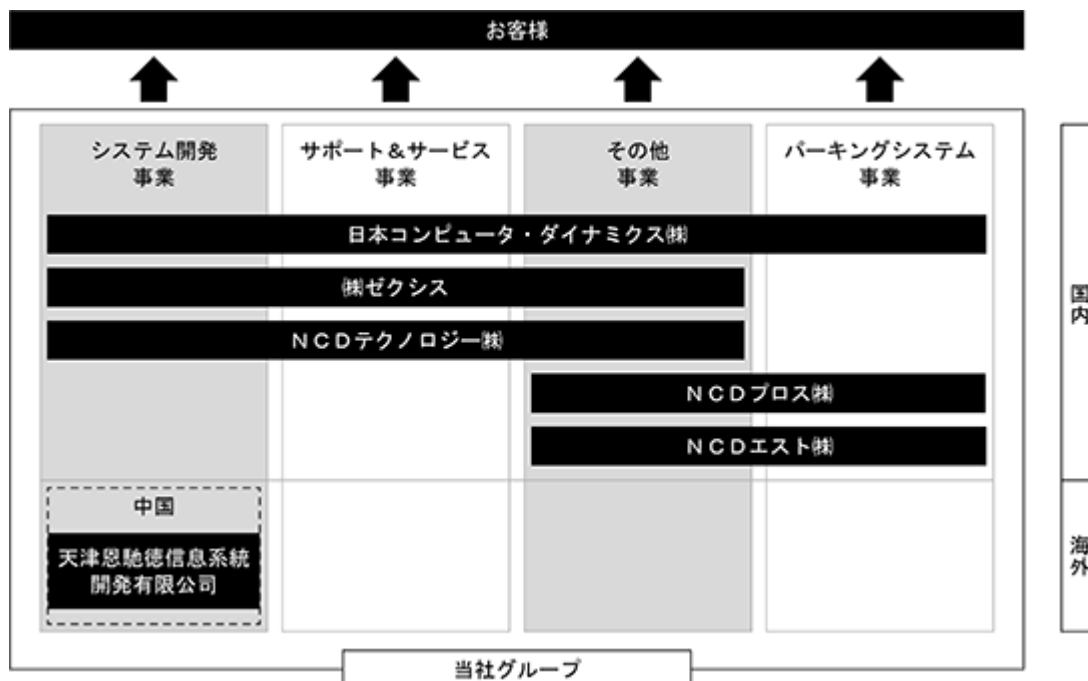 お客様
システム開発
事業
サポート＆サービス
事業
その他
事業
パーキングシステム
事業
日本コンピュータ・ダイナミクス㈱
㈱ゼクシス
ＮＣＤテクノロジー㈱
ＮＣＤプロス㈱
ＮＣＤエスト㈱
国内
中国
天津恩馳徳信息系統
開発有限公司
海外
当社グループ